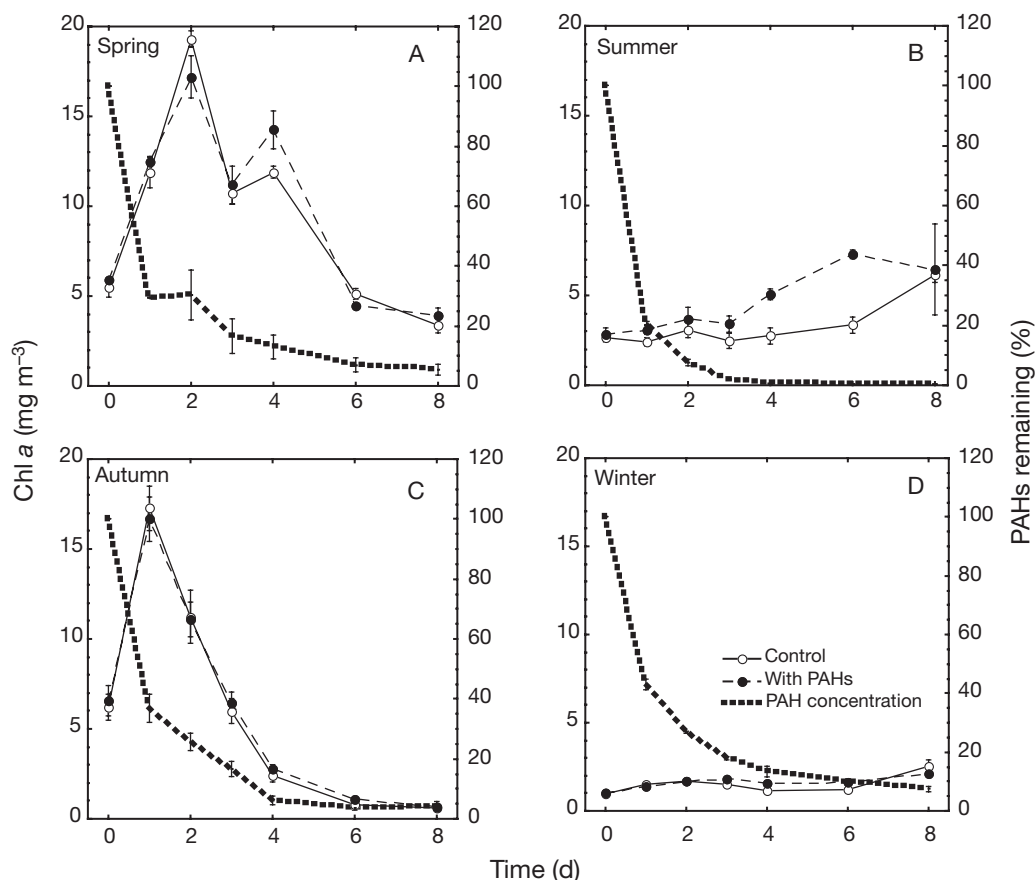 Spring
A
20
15
10
5
0
120
100
80
60
40
20
0
0 2 4 6 8
Summer
B
20
15
10
5
0
120
100
80
60
40
20
0
0 2 4 6 8
Autumn
C
20
15
10
5
0
120
100
80
60
40
20
0
0 2 4 6 8
Winter
D
20
15
10
5
0
120
100
80
60
40
20
0
Control
With PAHs
PAH concentration
0 2 4 6 8
Chl a (mg m⁻³)
PAHs remaining (%)
Time (d)